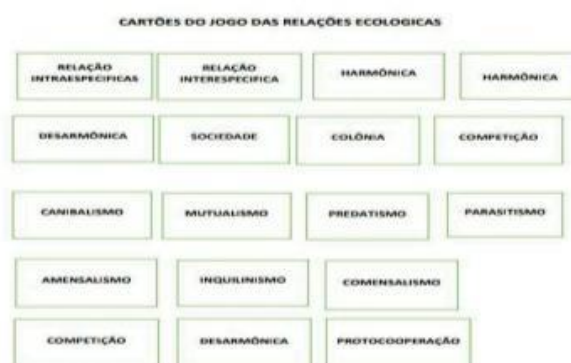 CARTÕES DO JOGO DAS RELAÇÕES ECOLOGICAS
RELAÇÃO
INTRAESPECIFICAS
RELAÇÃO
INTERESPECIFICA
HARMÔNICA
HARMÔNICA
DESARMÔNICA
SOCIEDADE
COLÔNIA
COMPETIÇÃO
CANIBALISMO
MUTUALISMO
PREDATISMO
PARASITISMO
AMENSALISMO
INQUILINISMO
COMENSALISMO
COMPETIÇÃO
DESARMÔNICA
PROTOCOOPERAÇÃO